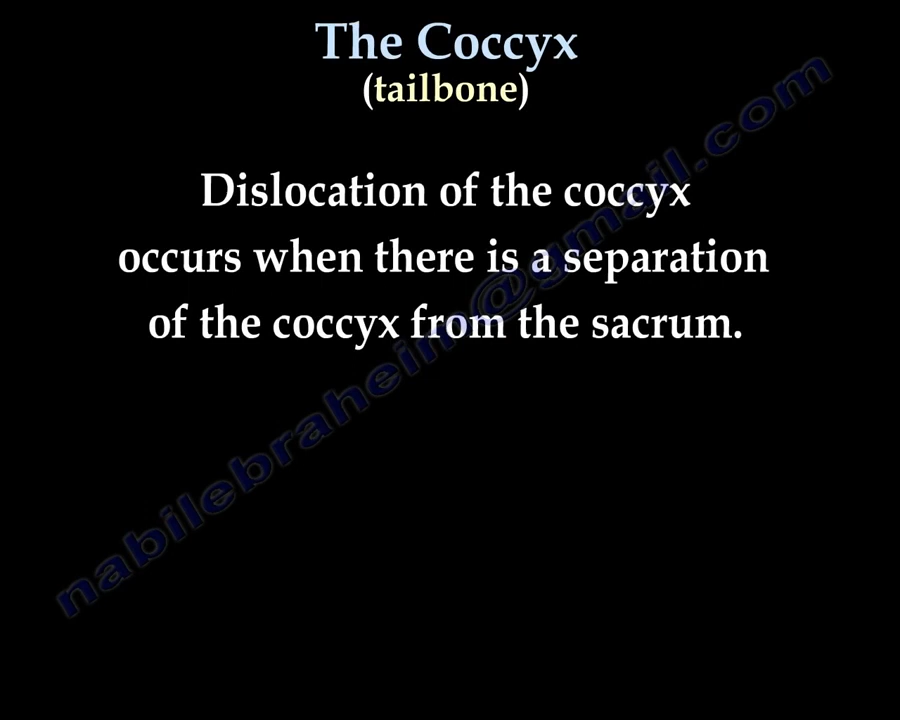 The Coccyx
(tailbone)
Dislocation of the coccyx
occurs when there is a separation
of the coccyx from the sacrum.
nabilebraheim@gmail.com